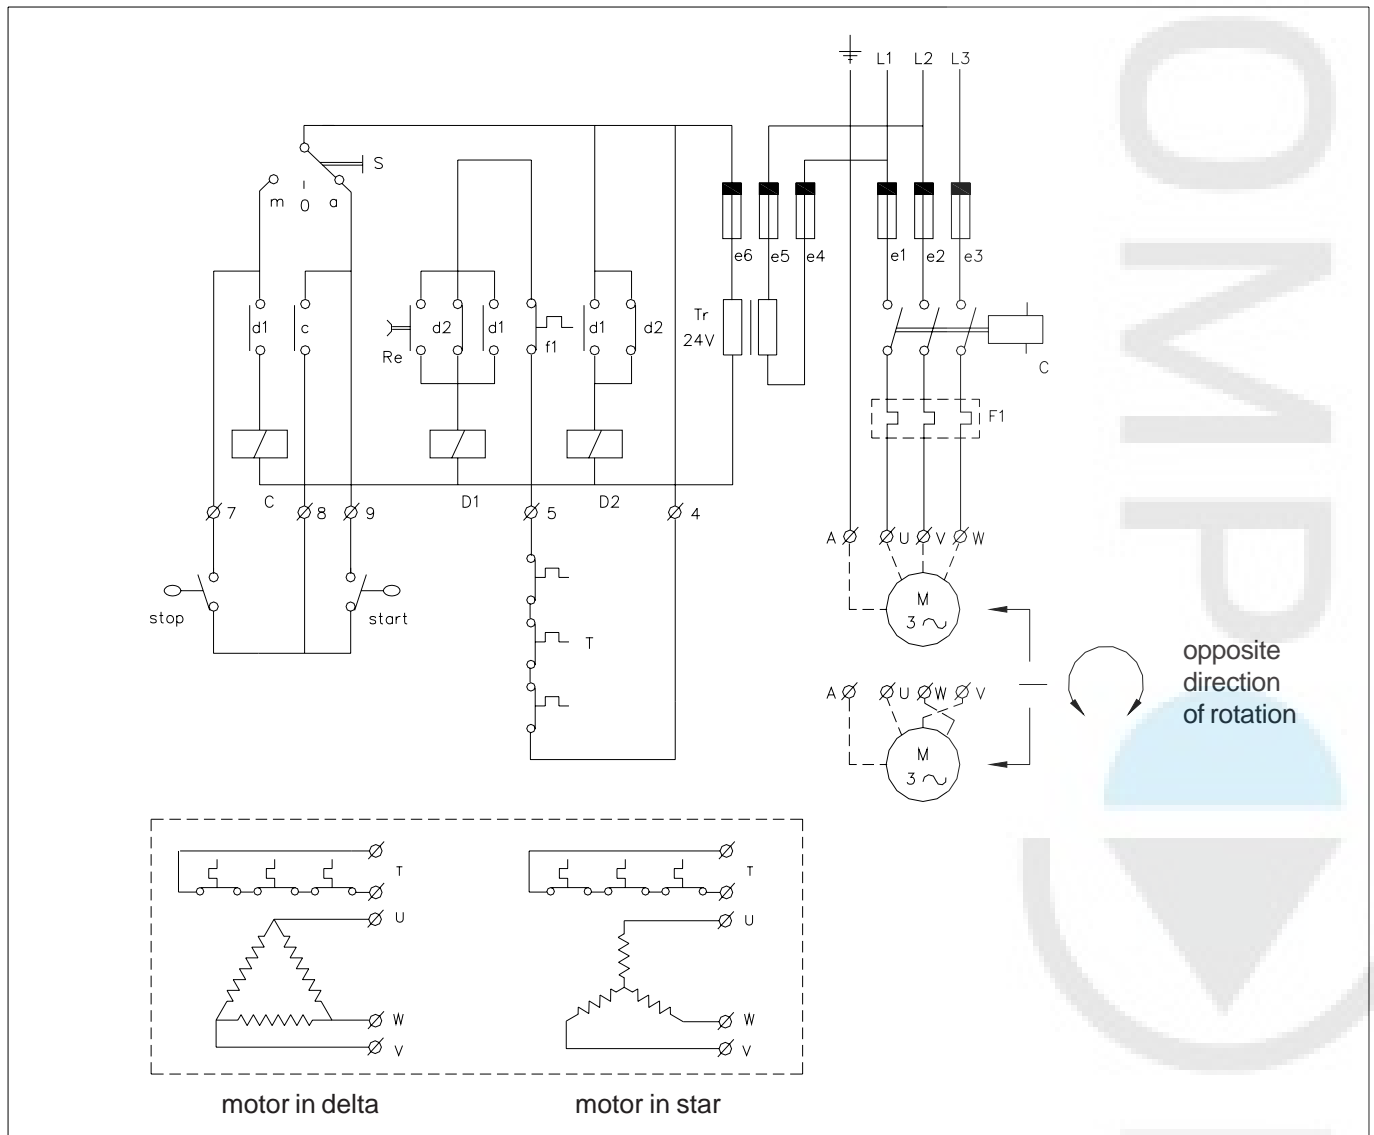 L1 L2 L3
S
m 0 a
e6 e5 e4 e1 e2 e3
d1 c d2 d1 f1 d1 d2
Re
Tr
24V
C
F1
C D1 D2
7 8 9 5 4
A U V W
stop start
M
3
T
opposite
direction
of rotation
A U W V
M
3
T T
U U
W W
V V
motor in delta motor in star
OMP